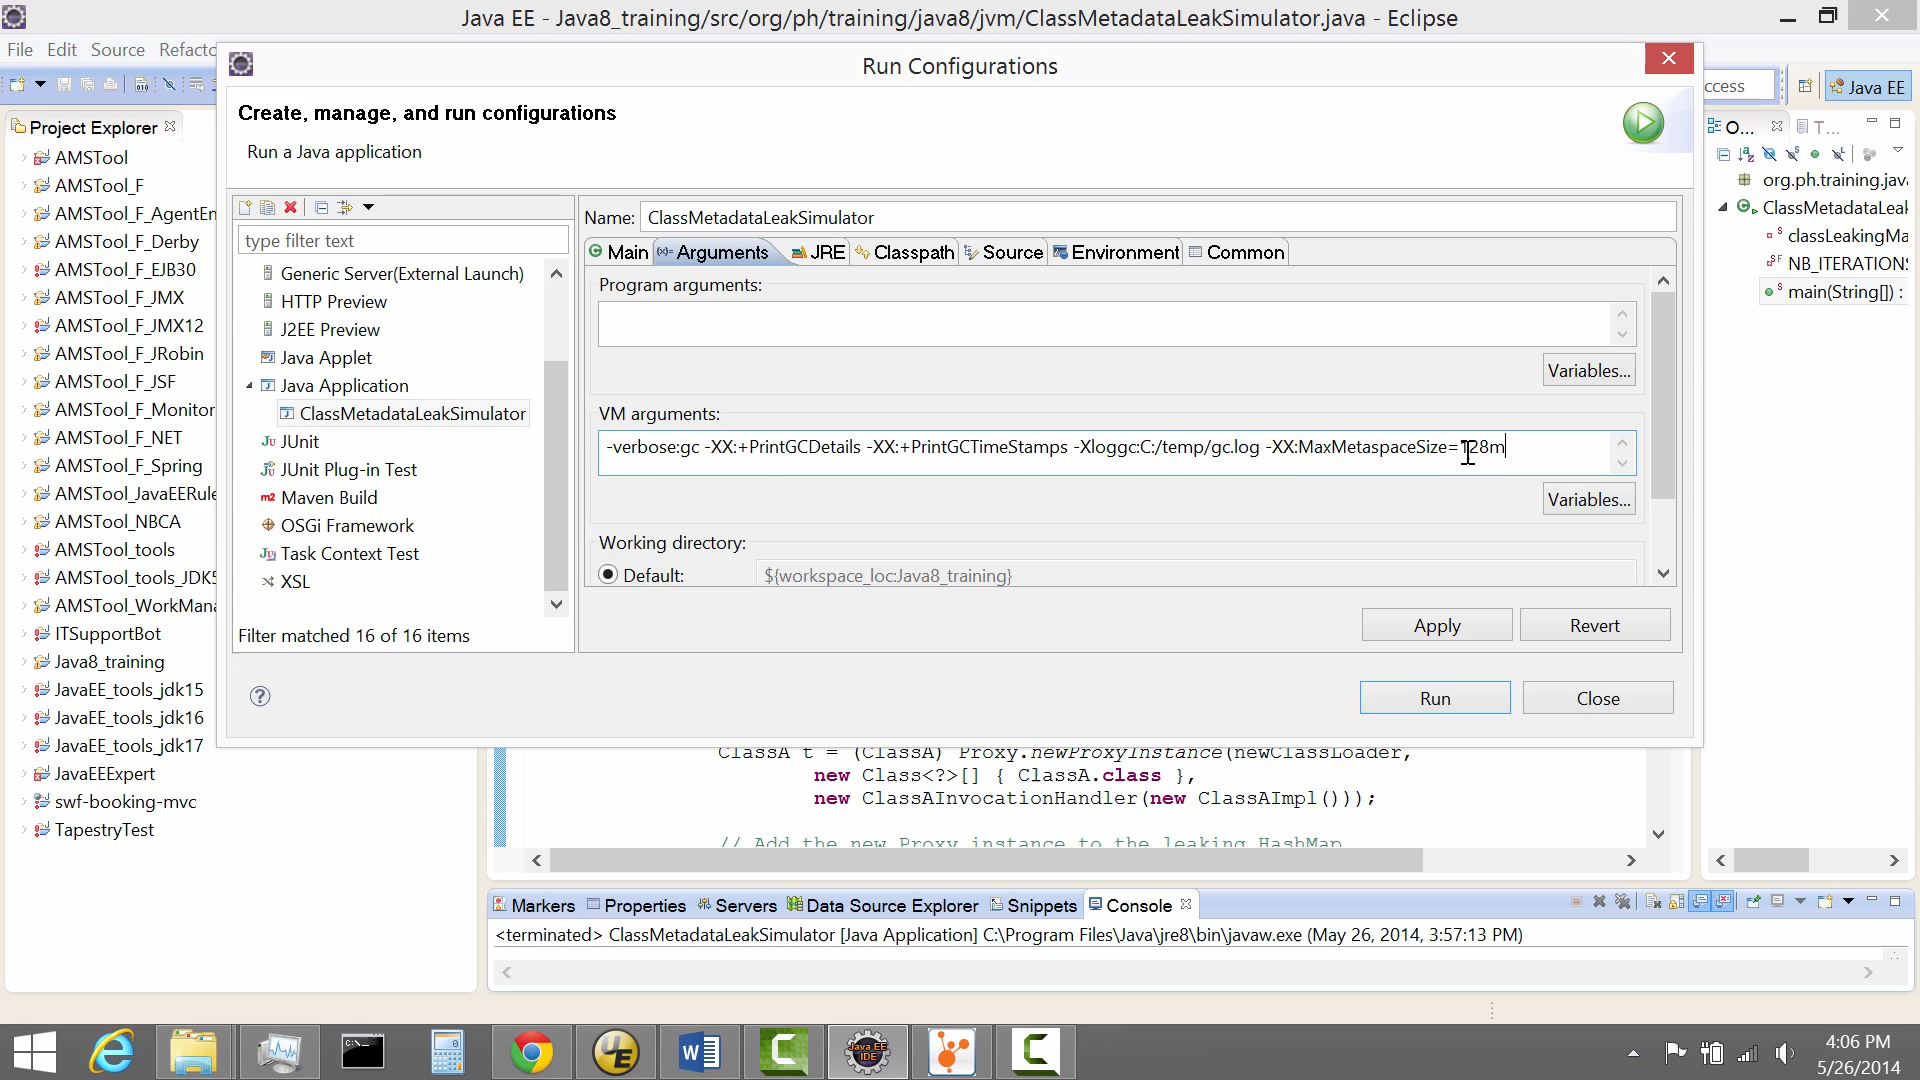 Java EE - Java8_training/src/org/ph/training/java8/jvm/ClassMetadataLeakSimulator.java - Eclipse
File Edit Source Refacto
Run Configurations
ccess
Java EE
Create, manage, and run configurations
Run a Java application
Project Explorer
AMSTool
AMSTool_F
AMSTool_F_AgentEn
AMSTool_F_Derby
AMSTool_F_EJB30
AMSTool_F_JMX
AMSTool_F_JMX12
AMSTool_F_JRobin
AMSTool_F_JSF
AMSTool_F_Monitor
AMSTool_F_NET
AMSTool_F_Spring
AMSTool_JavaEERule
AMSTool_NBCA
AMSTool_tools
AMSTool_tools_JDK5
AMSTool_WorkMana
ITSupportBot
Java8_training
JavaEE_tools_jdk15
JavaEE_tools_jdk16
JavaEE_tools_jdk17
JavaEEExpert
swf-booking-mvc
TapestryTest
type filter text
Generic Server(External Launch)
HTTP Preview
J2EE Preview
Java Applet
Java Application
ClassMetadataLeakSimulator
JUnit
JUnit Plug-in Test
Maven Build
OSGi Framework
Task Context Test
XSL
Filter matched 16 of 16 items
Name: ClassMetadataLeakSimulator
Main Arguments JRE Classpath Source Environment Common
Program arguments:
Variables...
VM arguments:
-verbose:gc -XX:+PrintGCDetails -XX:+PrintGCTimeStamps -Xloggc:C:/temp/gc.log -XX:MaxMetaspaceSize=128m
Variables...
Working directory:
Default: ${workspace_loc:Java8_training}
Apply Revert
Run Close
O... T...
org.ph.training.java
ClassMetadataLeak
classLeakingMa
NB_ITERATIONS
main(String[]) :
ClassA t = (ClassA) Proxy.newProxyInstance(newClassLoader,
new Class<?>[] { ClassA.class },
new ClassAInvocationHandler(new ClassAImpl()));
// Add the new Proxy instance to the leaking HashMap
Markers Properties Servers Data Source Explorer Snippets Console
<terminated> ClassMetadataLeakSimulator [Java Application] C:\Program Files\Java\jre8\bin\javaw.exe (May 26, 2014, 3:57:13 PM)
Java EE
IDE
4:06 PM
5/26/2014